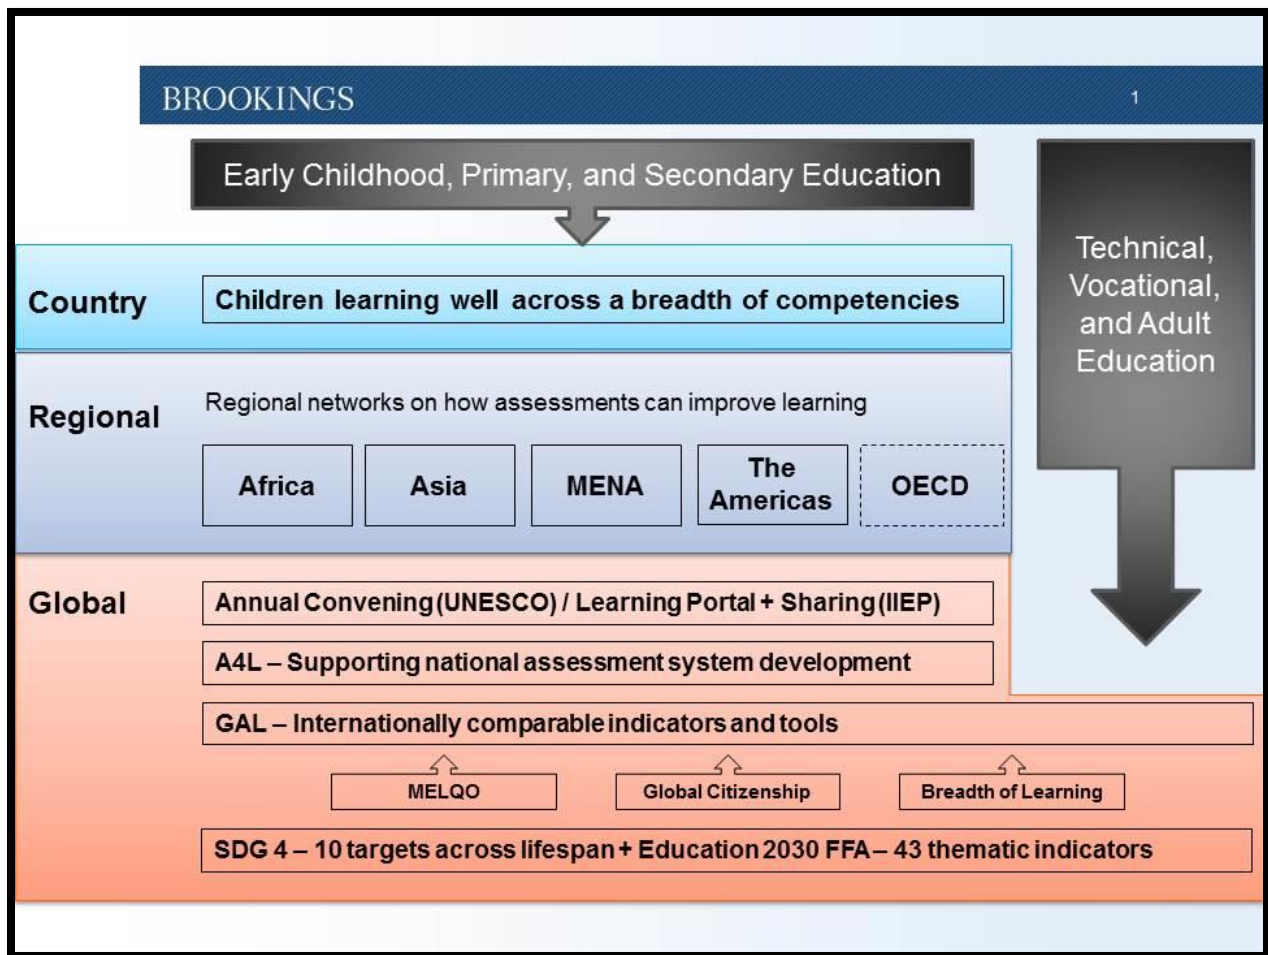 BROOKINGS
1
Early Childhood, Primary, and Secondary Education
Technical,
Vocational,
and Adult
Education
Country
Children learning well across a breadth of competencies
Regional
Regional networks on how assessments can improve learning
Africa
Asia
MENA
The
Americas
OECD
Global
Annual Convening (UNESCO) / Learning Portal + Sharing (IIEP)
A4L – Supporting national assessment system development
GAL – Internationally comparable indicators and tools
MELQO
Global Citizenship
Breadth of Learning
SDG 4 – 10 targets across lifespan + Education 2030 FFA – 43 thematic indicators